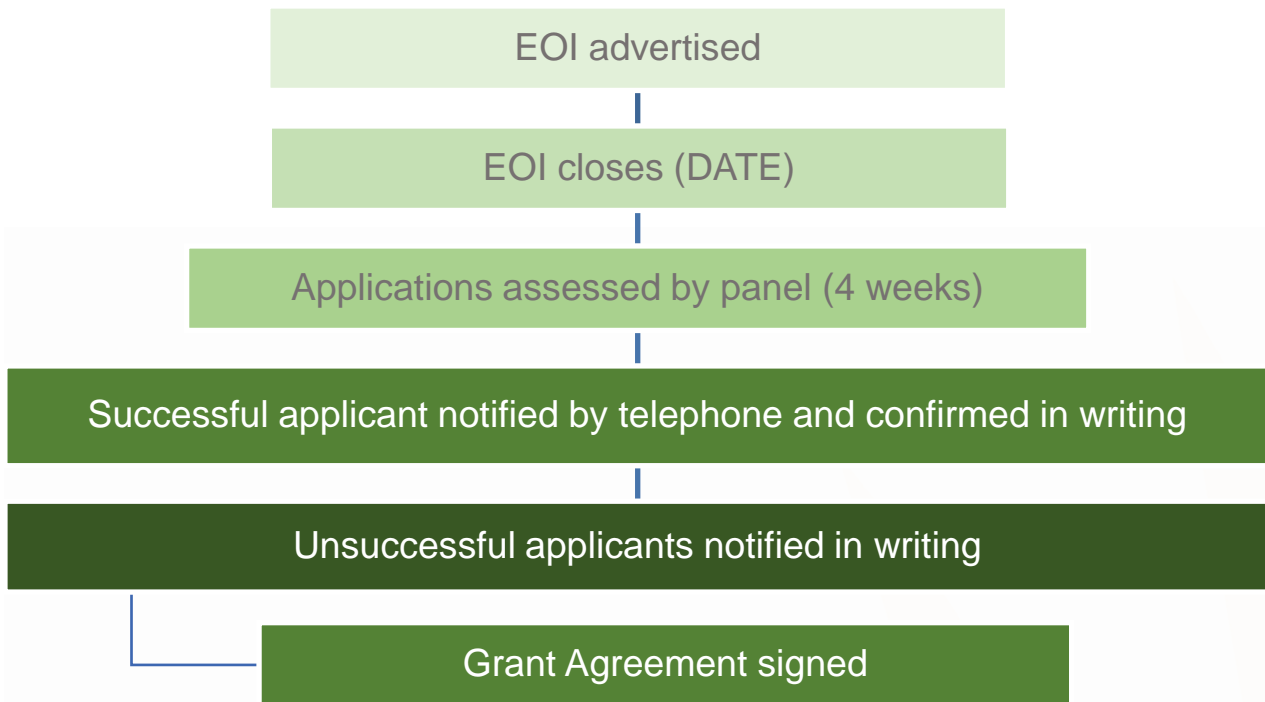 EOI advertised
EOI closes (DATE)
Applications assessed by panel (4 weeks)
Successful applicant notified by telephone and confirmed in writing
Unsuccessful applicants notified in writing
Grant Agreement signed